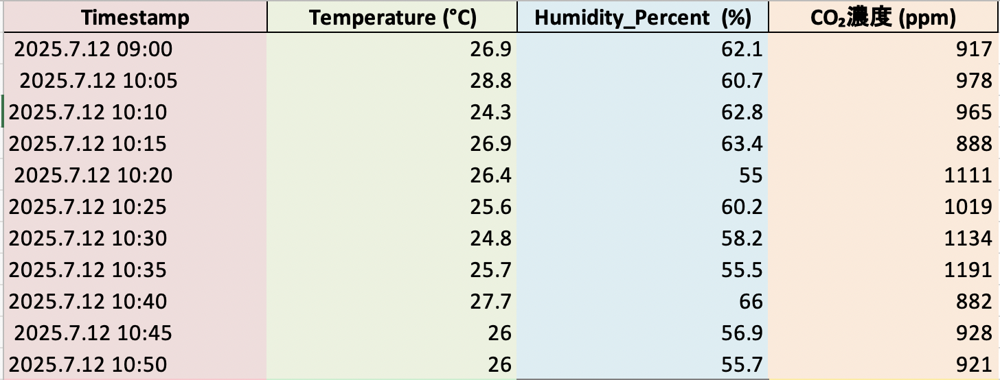 Timestamp Temperature (°C) Humidity_Percent (%) CO₂濃度 (ppm)
2025.7.12 09:00 26.9 62.1 917
2025.7.12 10:05 28.8 60.7 978
2025.7.12 10:10 24.3 62.8 965
2025.7.12 10:15 26.9 63.4 888
2025.7.12 10:20 26.4 55 1111
2025.7.12 10:25 25.6 60.2 1019
2025.7.12 10:30 24.8 58.2 1134
2025.7.12 10:35 25.7 55.5 1191
2025.7.12 10:40 27.7 66 882
2025.7.12 10:45 26 56.9 928
2025.7.12 10:50 26 55.7 921